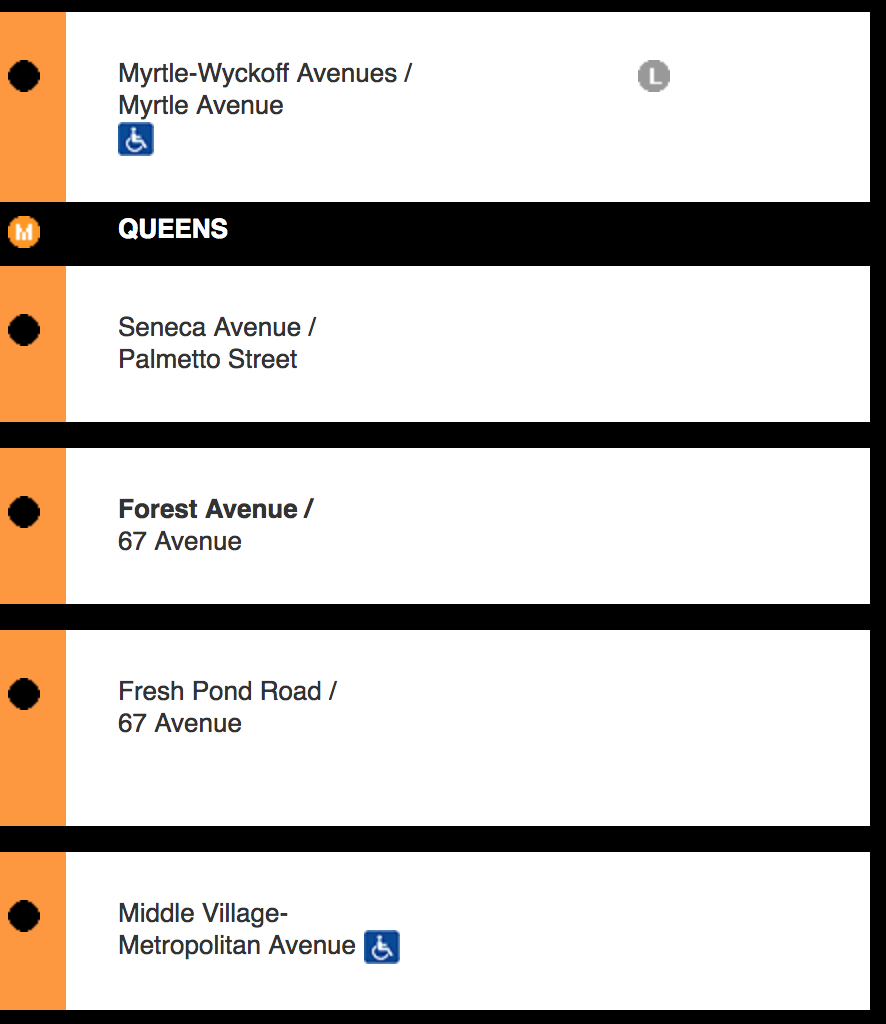 Myrtle-Wyckoff Avenues /
L
Myrtle Avenue
M
QUEENS
Seneca Avenue /
Palmetto Street
Forest Avenue /
67 Avenue
Fresh Pond Road /
67 Avenue
Middle Village-
Metropolitan Avenue